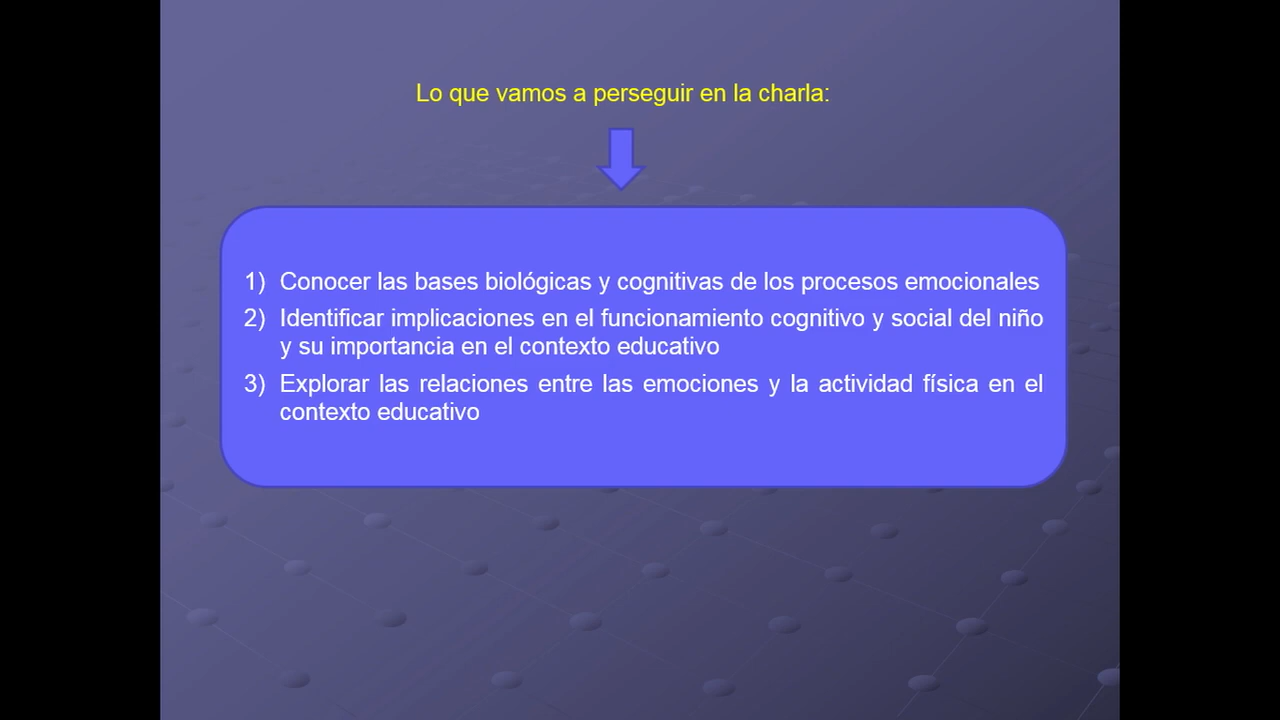 Lo que vamos a perseguir en la charla:
1) Conocer las bases biológicas y cognitivas de los procesos emocionales
2) Identificar implicaciones en el funcionamiento cognitivo y social del niño
y su importancia en el contexto educativo
3) Explorar las relaciones entre las emociones y la actividad física en el
contexto educativo